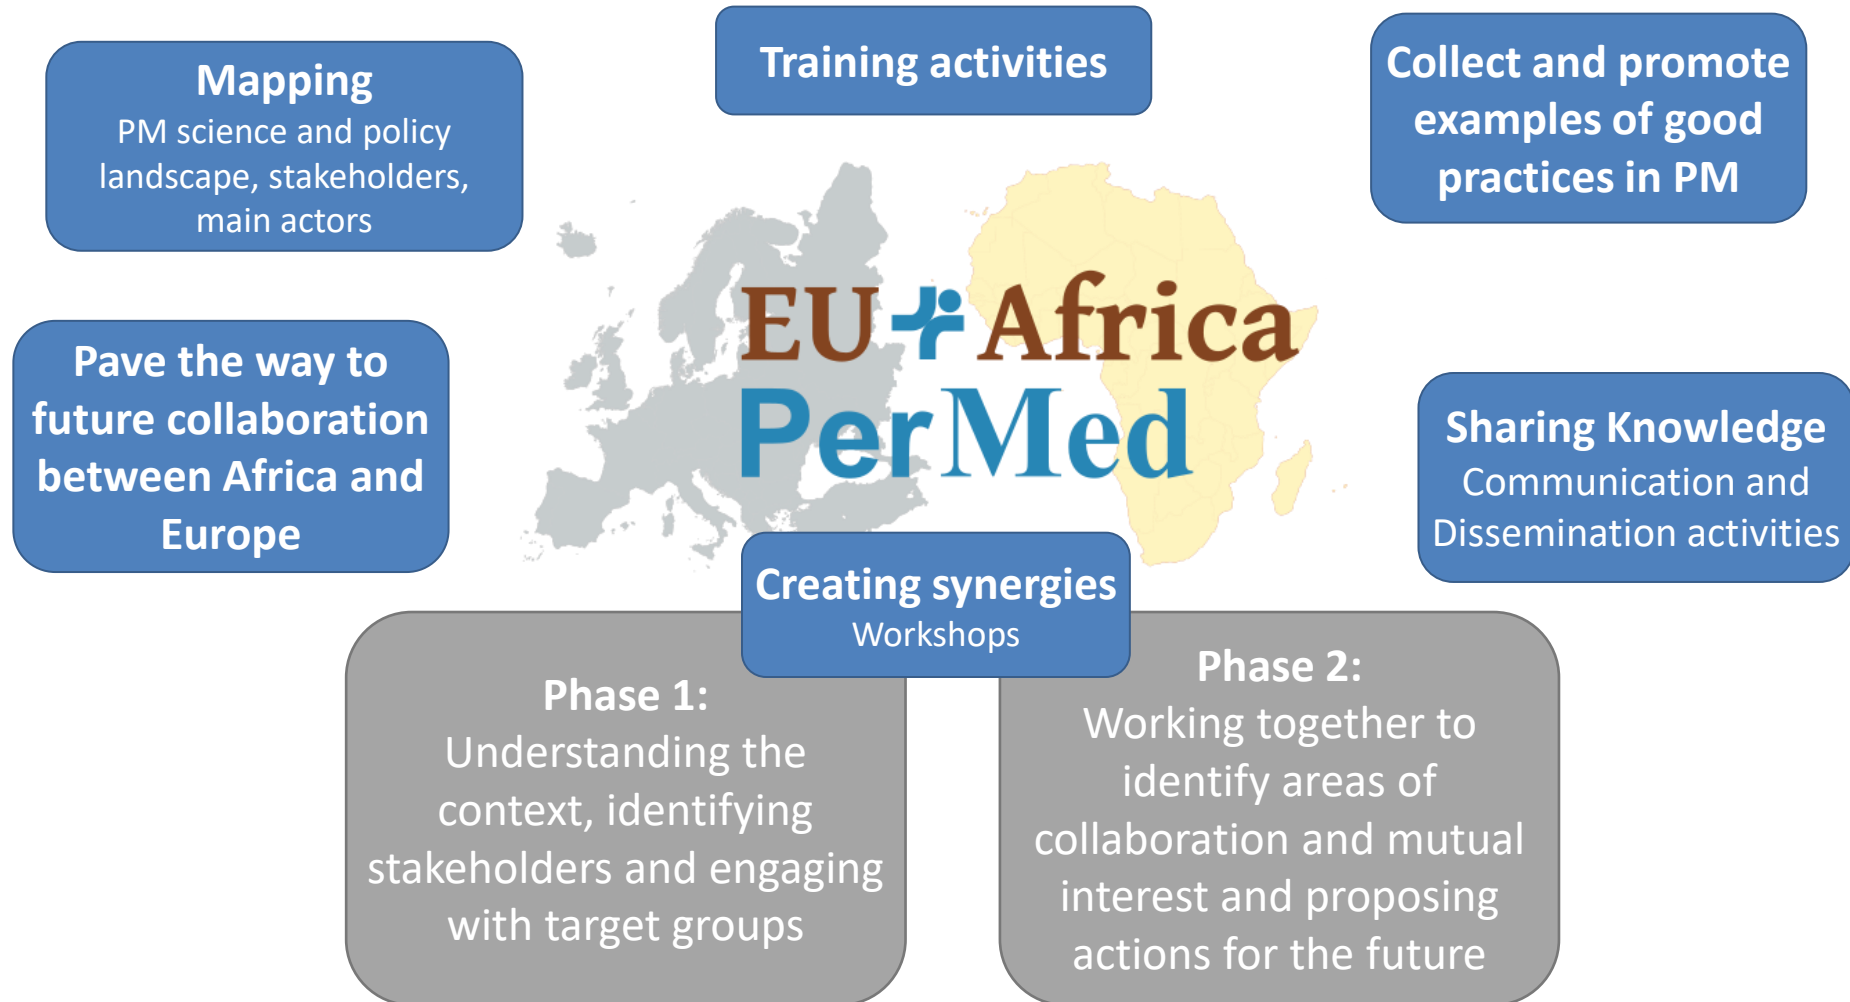 Mapping
PM science and policy
landscape, stakeholders,
main actors
Training activities
Collect and promote
examples of good
practices in PM
EU Africa
PerMed
Pave the way to
future collaboration
between Africa and
Europe
Sharing Knowledge
Communication and
Dissemination activities
Creating synergies
Workshops
Phase 1:
Understanding the
context, identifying
stakeholders and engaging
with target groups
Phase 2:
Working together to
identify areas of
collaboration and mutual
interest and proposing
actions for the future